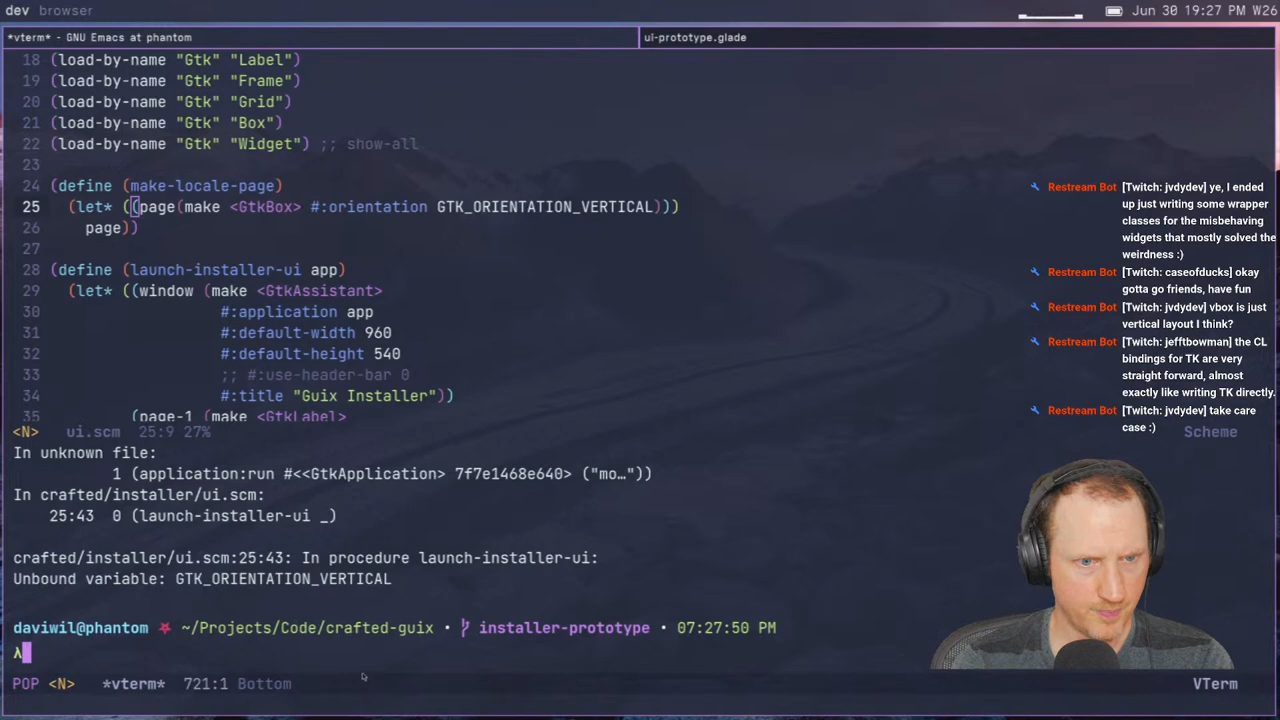 dev browser
Jun 30 19:27 PM W26
*vterm* - GNU Emacs at phantom
ui-prototype.glade
18 (load-by-name "Gtk" "Label")
19 (load-by-name "Gtk" "Frame")
20 (load-by-name "Gtk" "Grid")
21 (load-by-name "Gtk" "Box")
22 (load-by-name "Gtk" "Widget") ;; show-all
23
24 (define (make-locale-page)
25 (let* ((page(make <GtkBox> #:orientation GTK_ORIENTATION_VERTICAL)))
26 page))
27
28 (define (launch-installer-ui app)
29 (let* ((window (make <GtkAssistant>
30 #:application app
31 #:default-width 960
32 #:default-height 540
33 ;; #:use-header-bar 0
34 #:title "Guix Installer"))
35 (page-1 (make <GtkLabel>
<N> ui.scm 25:9 27% Scheme
In unknown file:
1 (application:run #<<GtkApplication> 7f7e1468e640> ("mo…"))
In crafted/installer/ui.scm:
25:43 0 (launch-installer-ui _)
crafted/installer/ui.scm:25:43: In procedure launch-installer-ui:
Unbound variable: GTK_ORIENTATION_VERTICAL
daviwil@phantom ~/Projects/Code/crafted-guix • installer-prototype • 07:27:50 PM
λ
POP <N> *vterm* 721:1 Bottom VTerm
Restream Bot [Twitch: jvdydev] ye, I ended
up just writing some wrapper
classes for the misbehaving
widgets that mostly solved the
weirdness :)
Restream Bot [Twitch: caseofducks] okay
gotta go friends, have fun
Restream Bot [Twitch: jvdydev] vbox is just
vertical layout I think?
Restream Bot [Twitch: jefftbowman] the CL
bindings for TK are very
straight forward, almost
exactly like writing TK directly.
Restream Bot [Twitch: jvdydev] take care
case :)